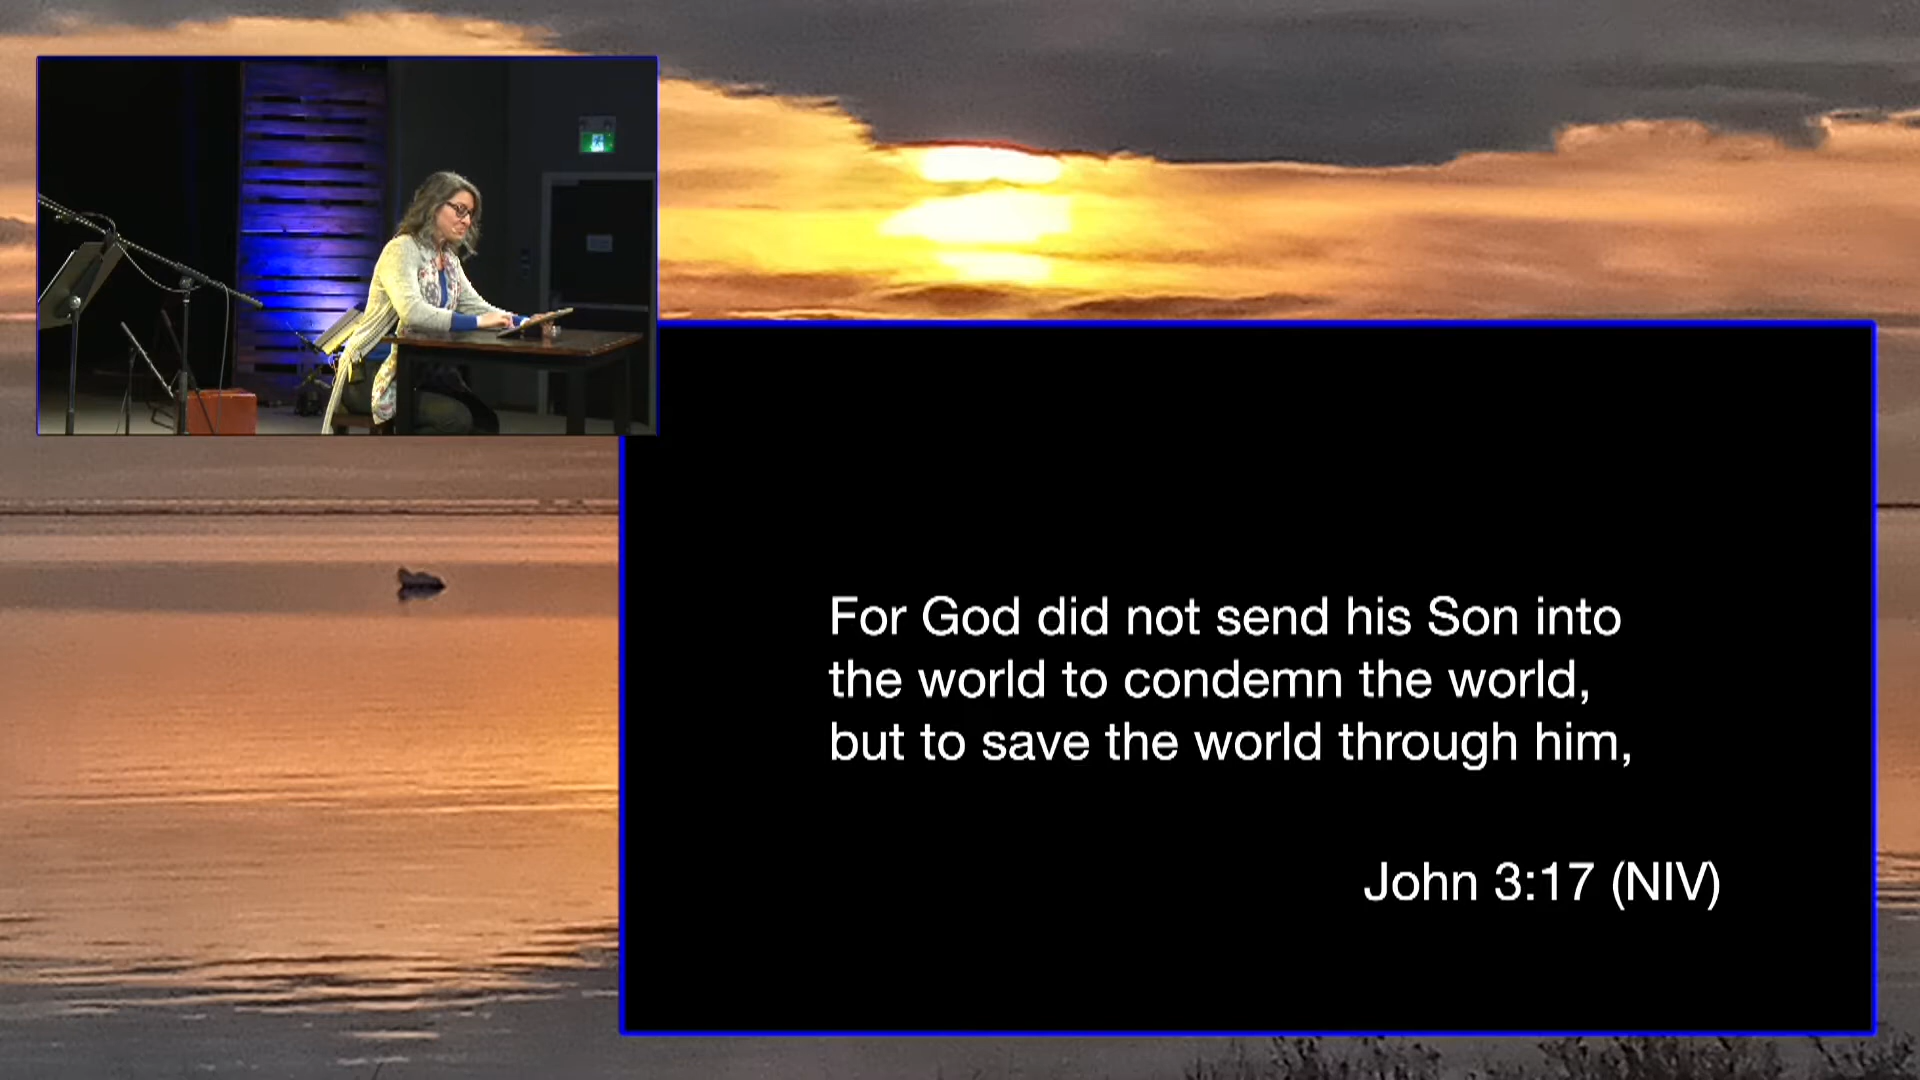 For God did not send his Son into
the world to condemn the world,
but to save the world through him,
John 3:17 (NIV)